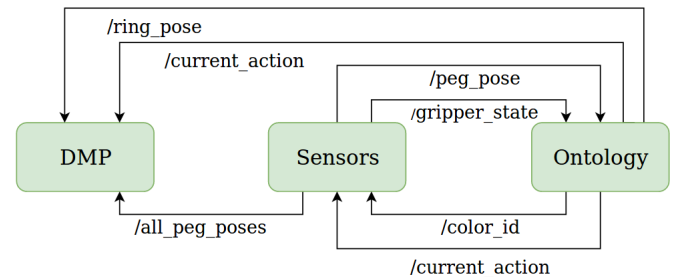 /ring_pose
/current_action
/peg_pose
/gripper_state
DMP
Sensors
Ontology
/all_peg_poses
/color_id
/current_action